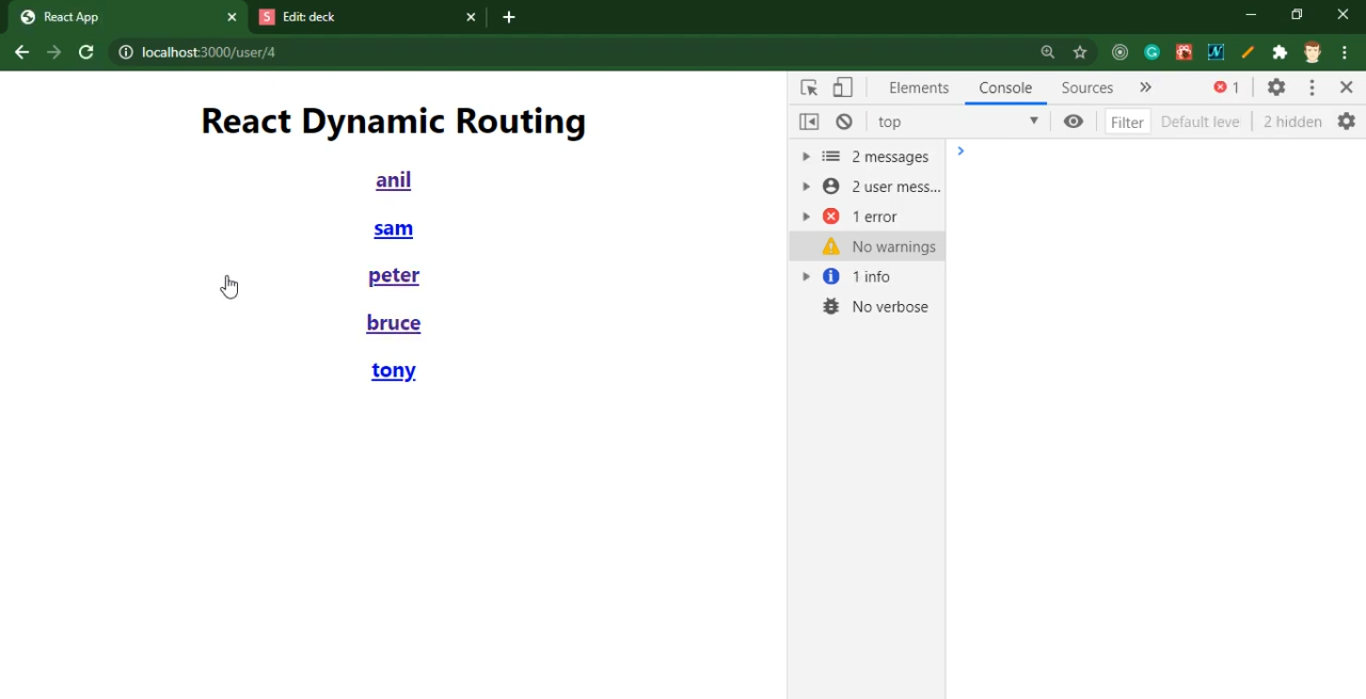 React App
Edit: deck
localhost:3000/user/4
React Dynamic Routing
anil
sam
peter
bruce
tony
Elements Console Sources » 1
top Filter Default leve 2 hidden
2 messages
2 user mess...
1 error
No warnings
1 info
No verbose